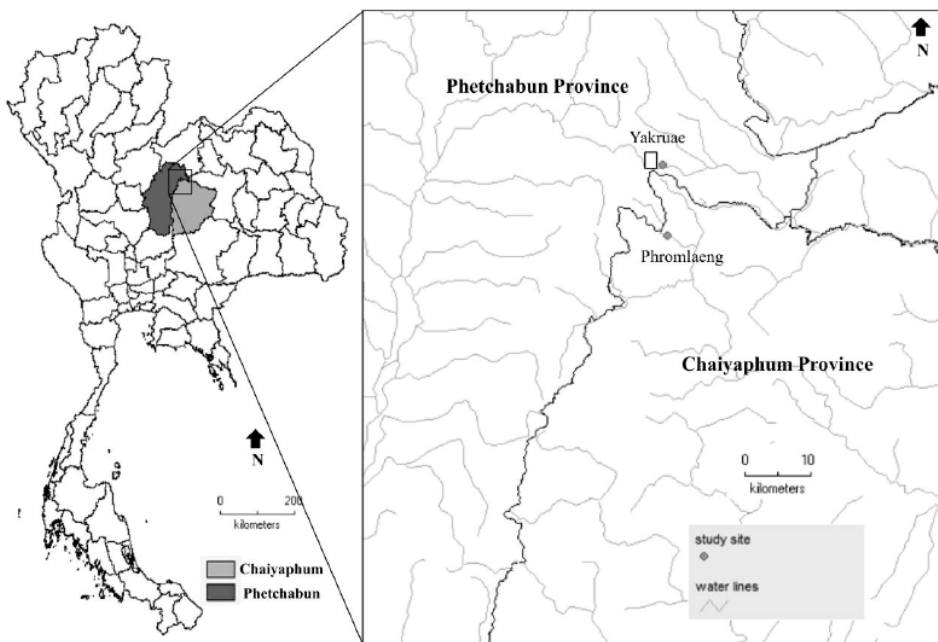 N
0 200
kilometers
Chaiyaphum
Phetchabun
N
Phetchabun Province
Yakruae
Phromlaeng
Chaiyaphum Province
0 10
kilometers
study site
water lines